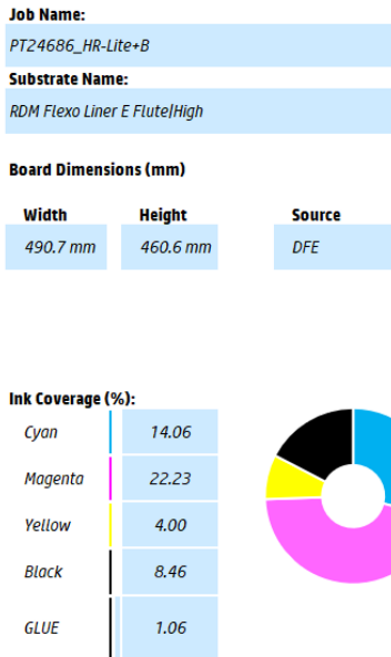 Job Name:
PT24686_HR-Lite+B
Substrate Name:
RDM Flexo Liner E Flute|High
Board Dimensions (mm)
Width Height Source
490.7 mm 460.6 mm DFE
Ink Coverage (%):
Cyan 14.06
Magenta 22.23
Yellow 4.00
Black 8.46
GLUE 1.06